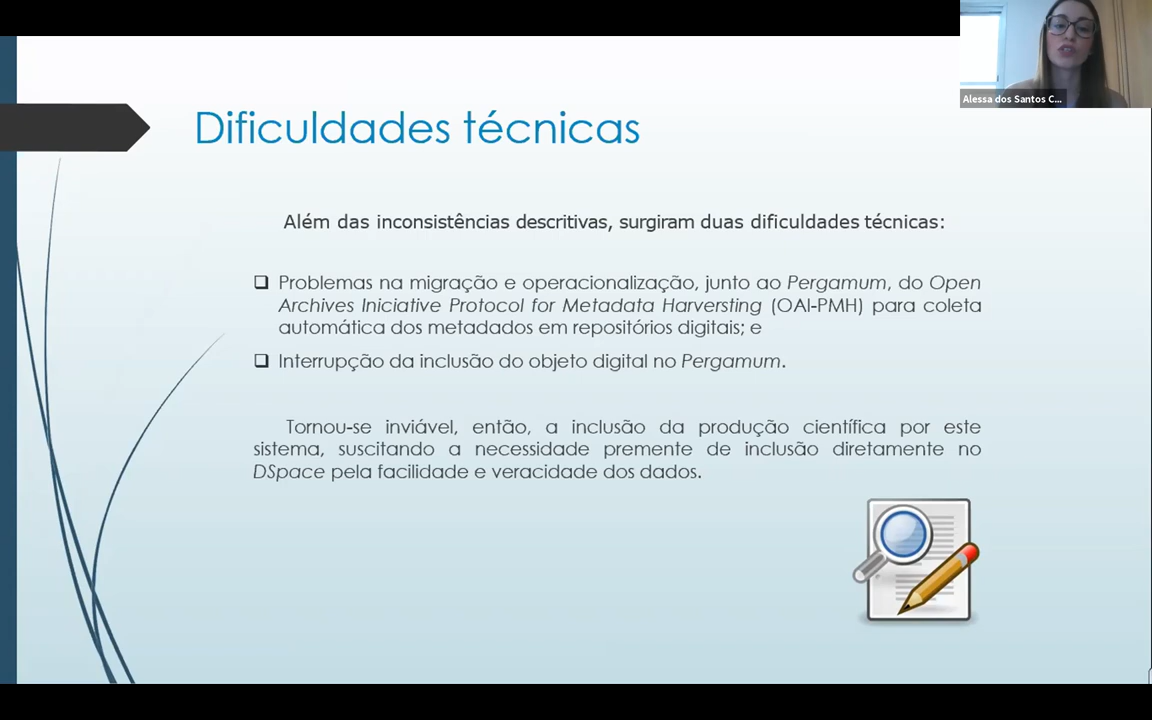 Alessa dos Santos C...
Dificuldades técnicas
Além das inconsistências descritivas, surgiram duas dificuldades técnicas:
Problemas na migração e operacionalização, junto ao Pergamum, do Open
Archives Iniciative Protocol for Metadata Harversting (OAI-PMH) para coleta
automática dos metadados em repositórios digitais; e
Interrupção da inclusão do objeto digital no Pergamum.
Tornou-se inviável, então, a inclusão da produção científica por este
sistema, suscitando a necessidade premente de inclusão diretamente no
DSpace pela facilidade e veracidade dos dados.